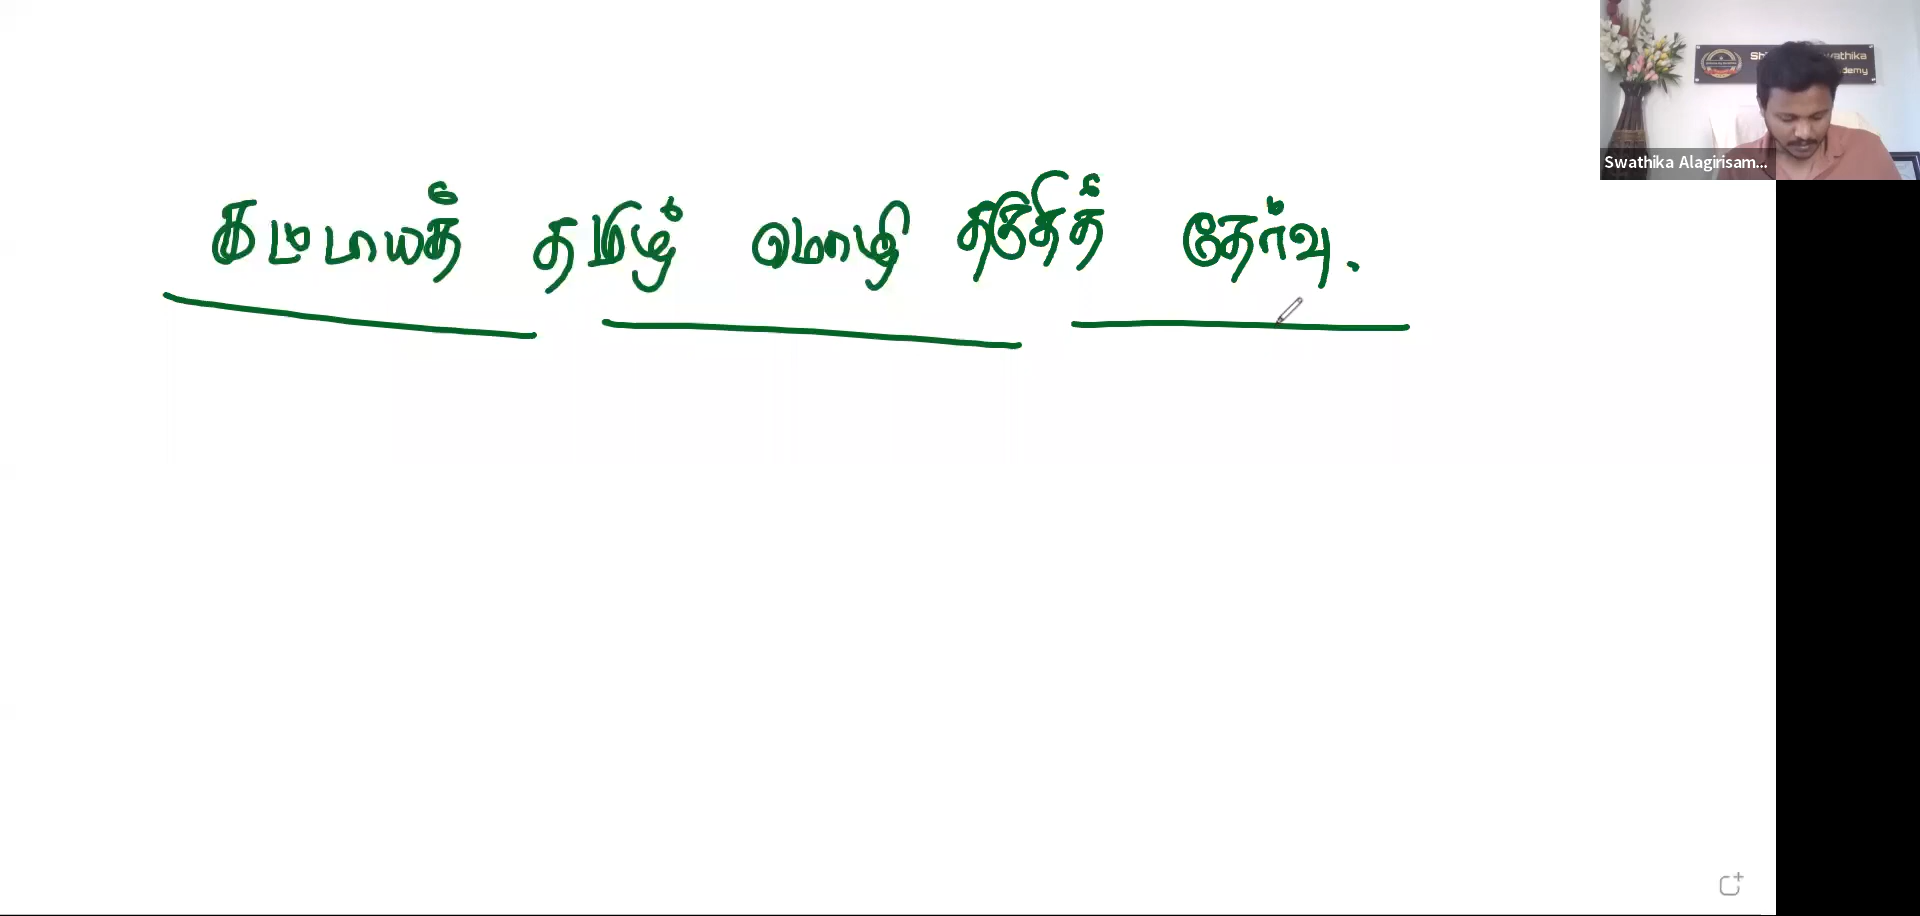 Swathika Alagirisam...
கட்டாயத் தமிழ் மொழி தகுதித் தேர்வு.